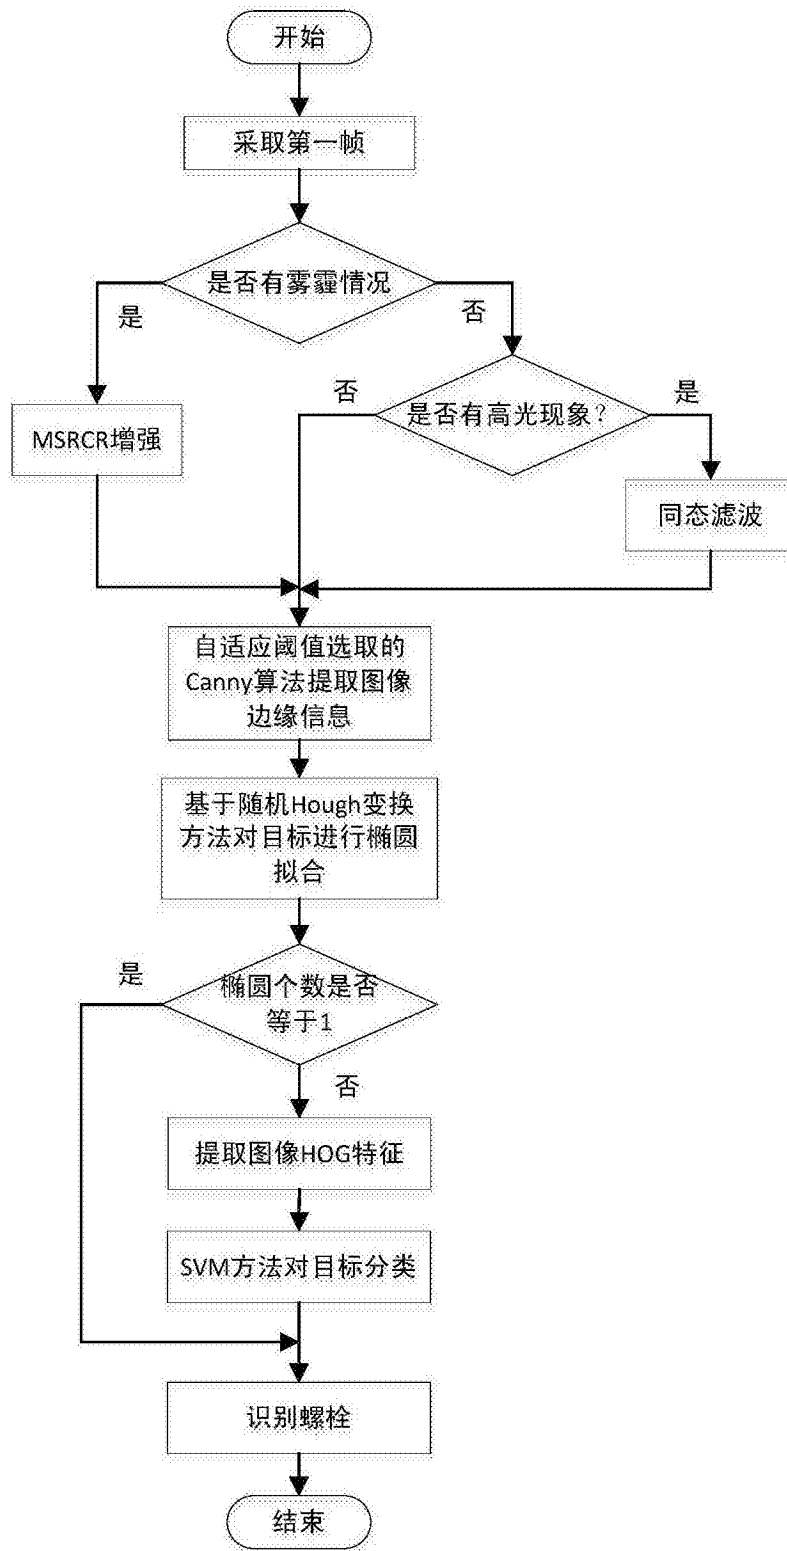 开始
采取第一帧
是否有雾霾情况
是
否
否
是否有高光现象？
是
MSRCR增强
同态滤波
自适应阈值选取的
Canny算法提取图像
边缘信息
基于随机Hough变换
方法对目标进行椭圆
拟合
是
椭圆个数是否
等于1
否
提取图像HOG特征
SVM方法对目标分类
识别螺栓
结束